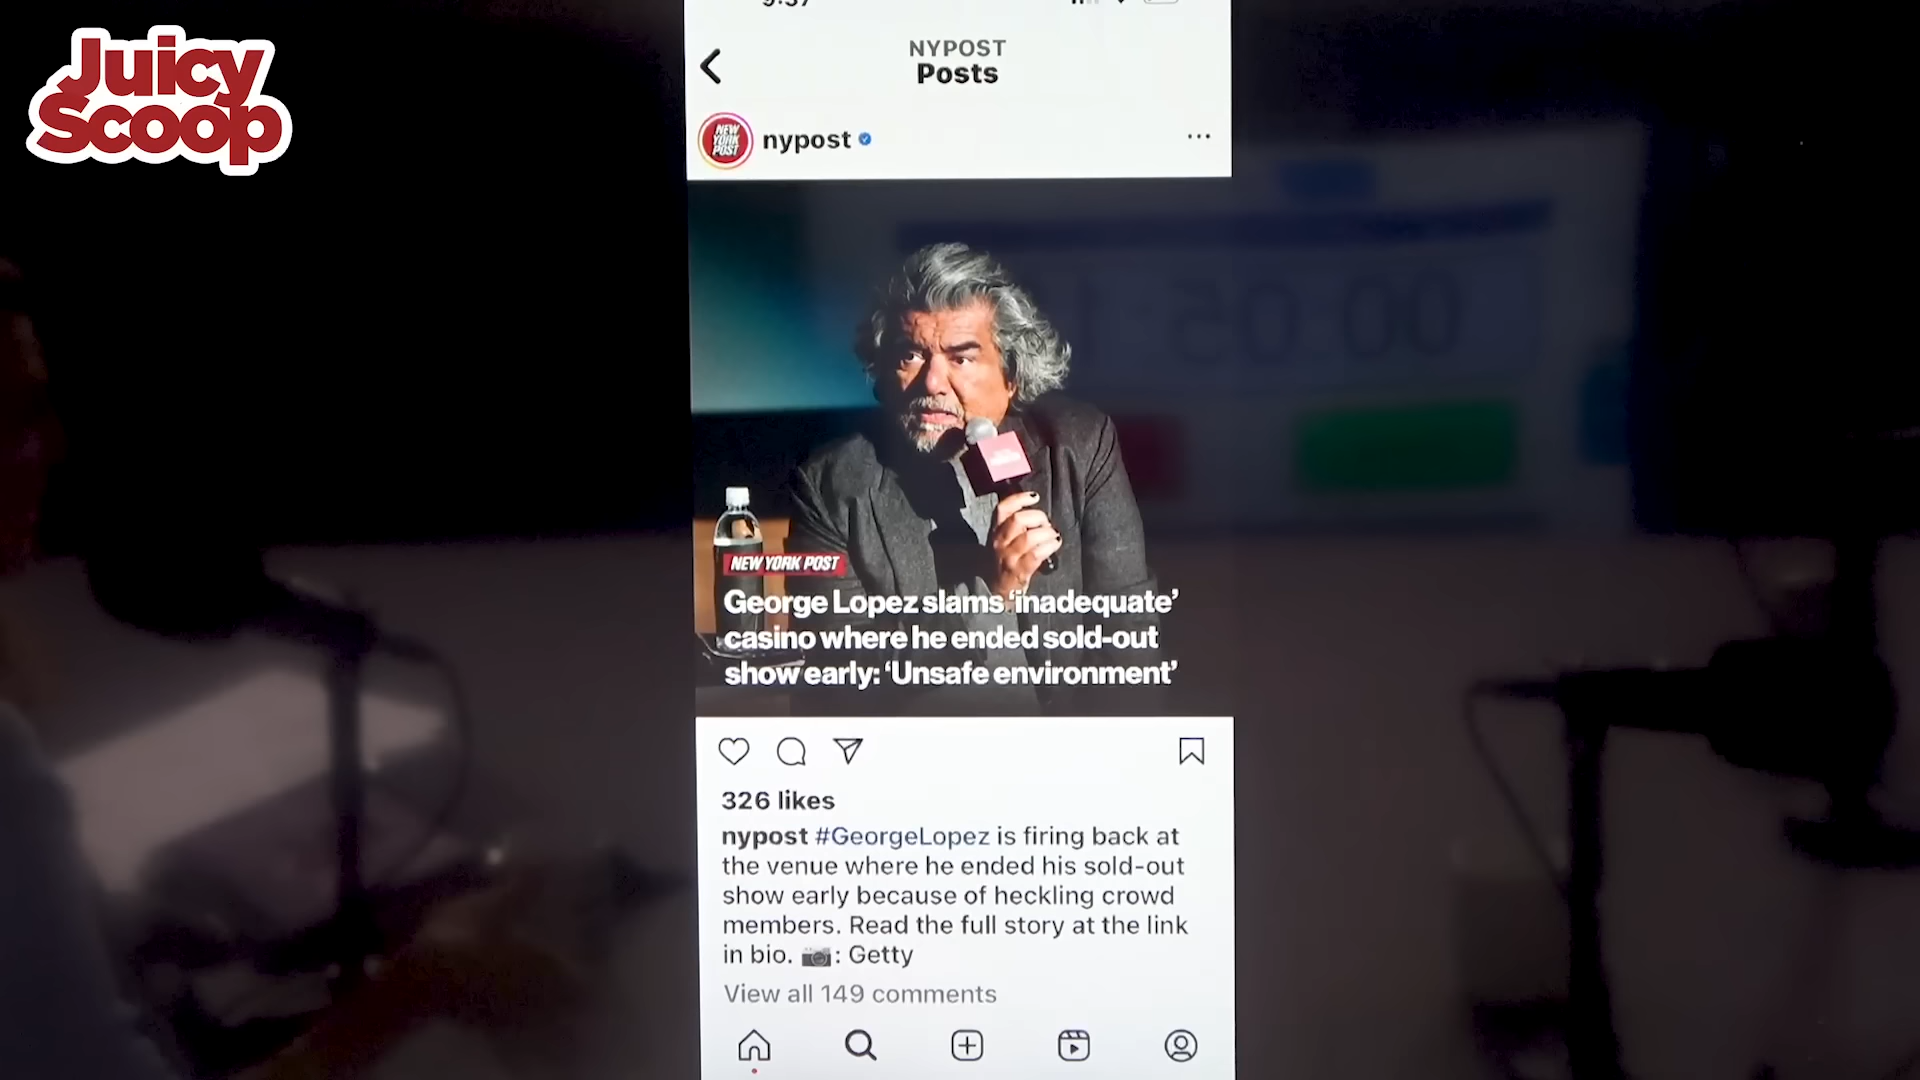 Juicy
Scoop
NYPOST
Posts
NEW
YORK
POST
nypost
NEW YORK POST
George Lopez slams ‘inadequate’
casino where he ended sold-out
show early: ‘Unsafe environment’
326 likes
nypost #GeorgeLopez is firing back at
the venue where he ended his sold-out
show early because of heckling crowd
members. Read the full story at the link
in bio. 📷: Getty
View all 149 comments